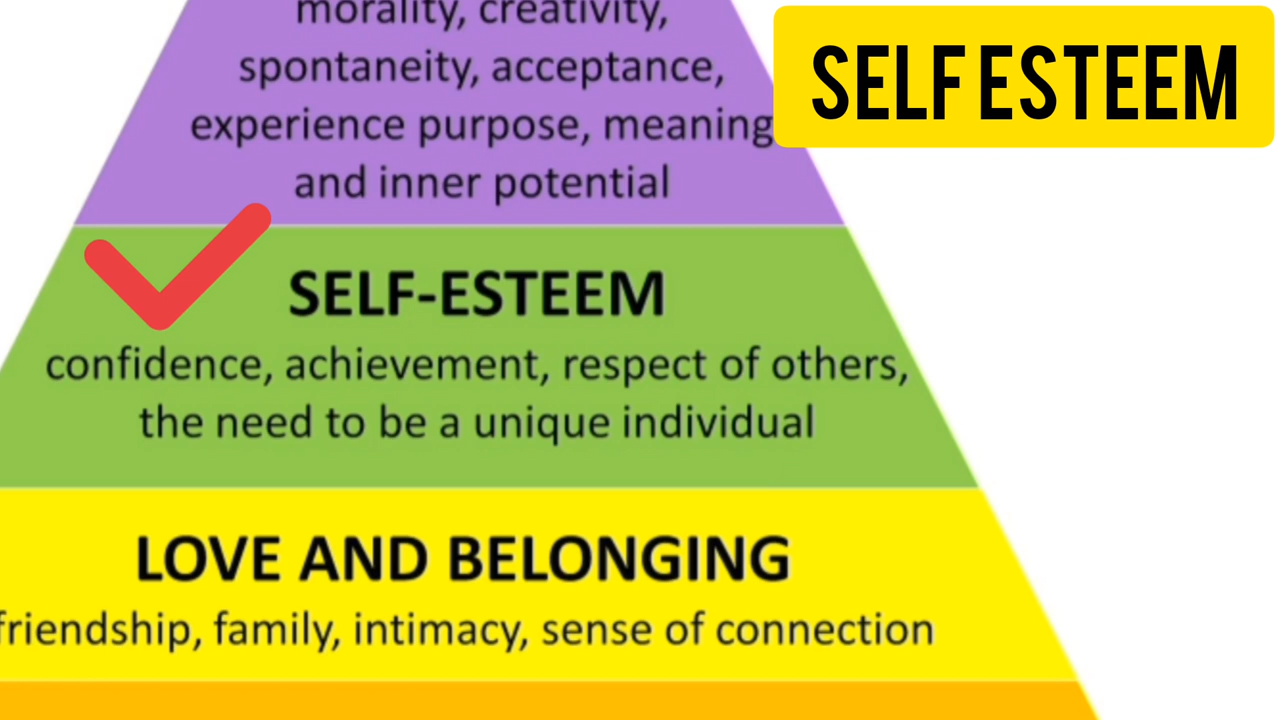 morality, creativity,
spontaneity, acceptance,
experience purpose, meaning
and inner potential
SELF ESTEEM
SELF-ESTEEM
confidence, achievement, respect of others,
the need to be a unique individual
LOVE AND BELONGING
friendship, family, intimacy, sense of connection